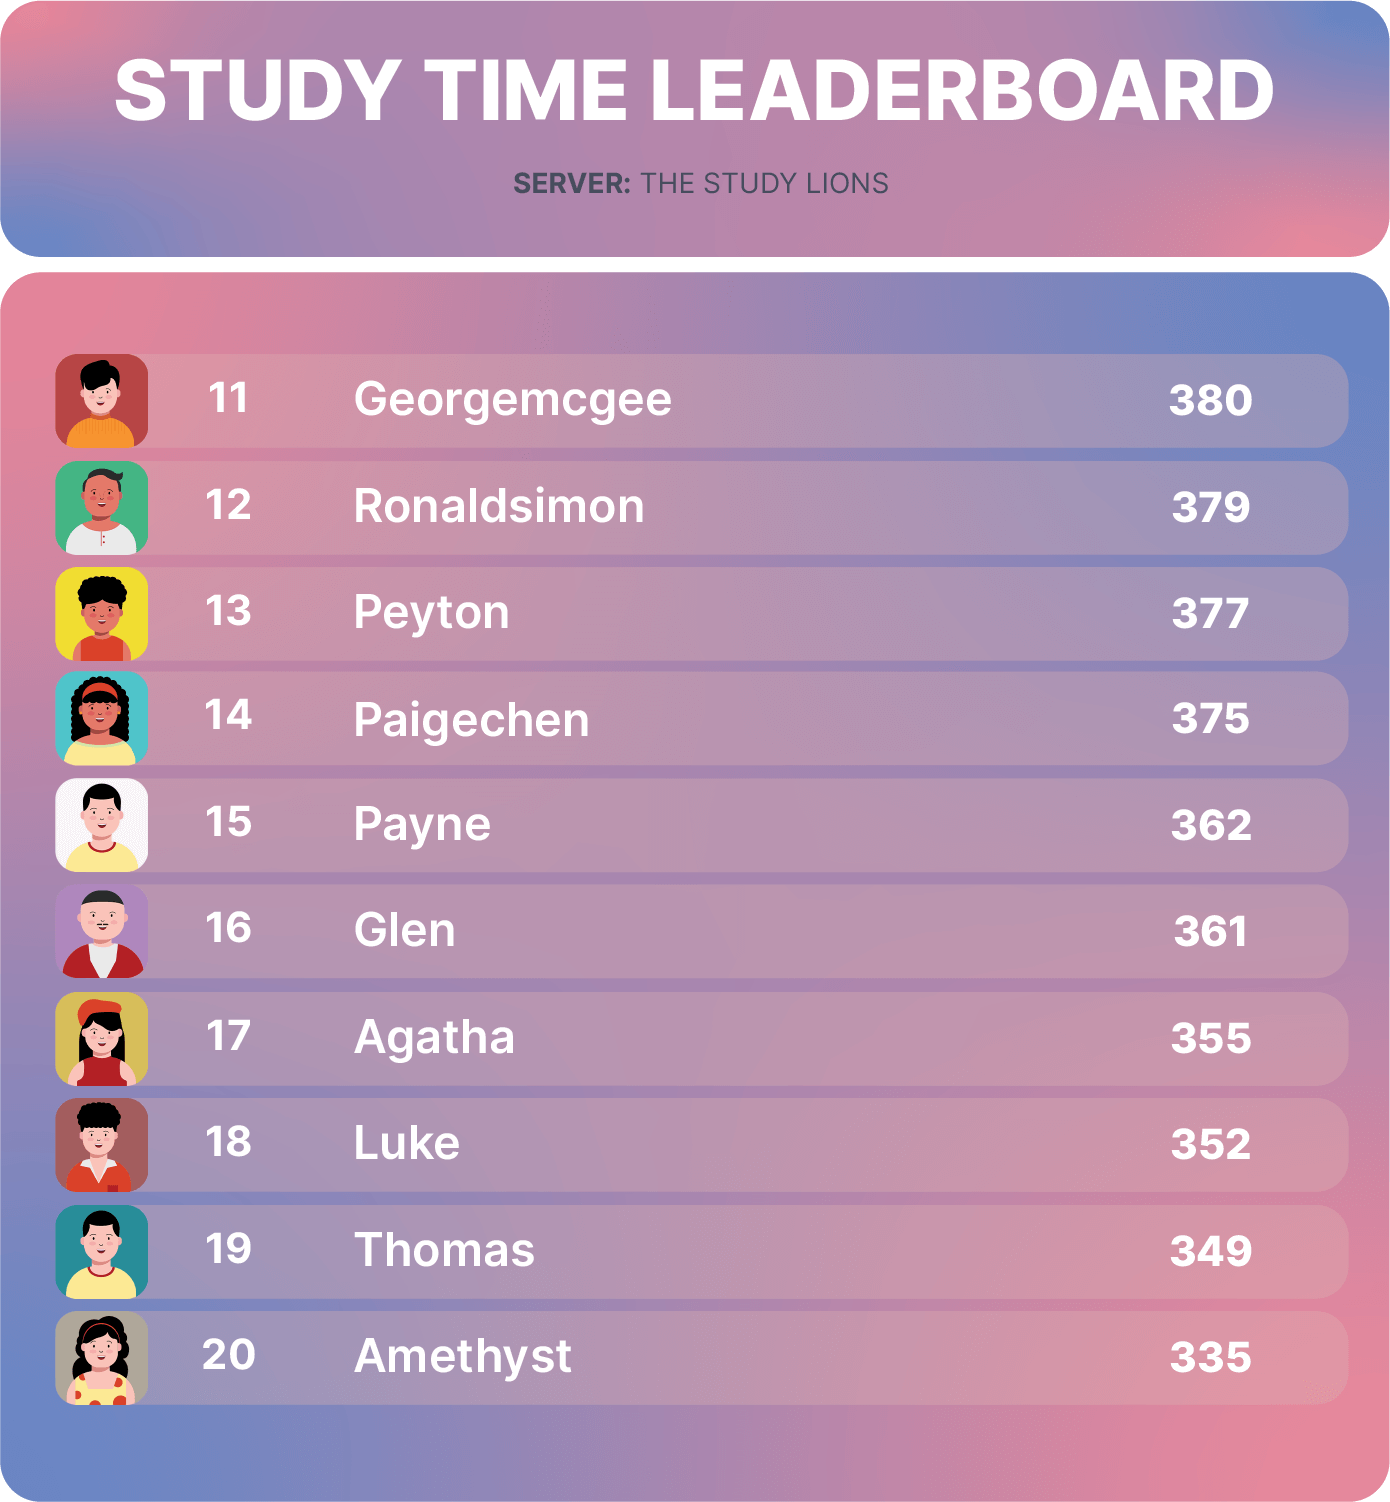 STUDY TIME LEADERBOARD
SERVER: THE STUDY LIONS
11 Georgemcgee 380
12 Ronaldsimon 379
13 Peyton 377
14 Paigechen 375
15 Payne 362
16 Glen 361
17 Agatha 355
18 Luke 352
19 Thomas 349
20 Amethyst 335